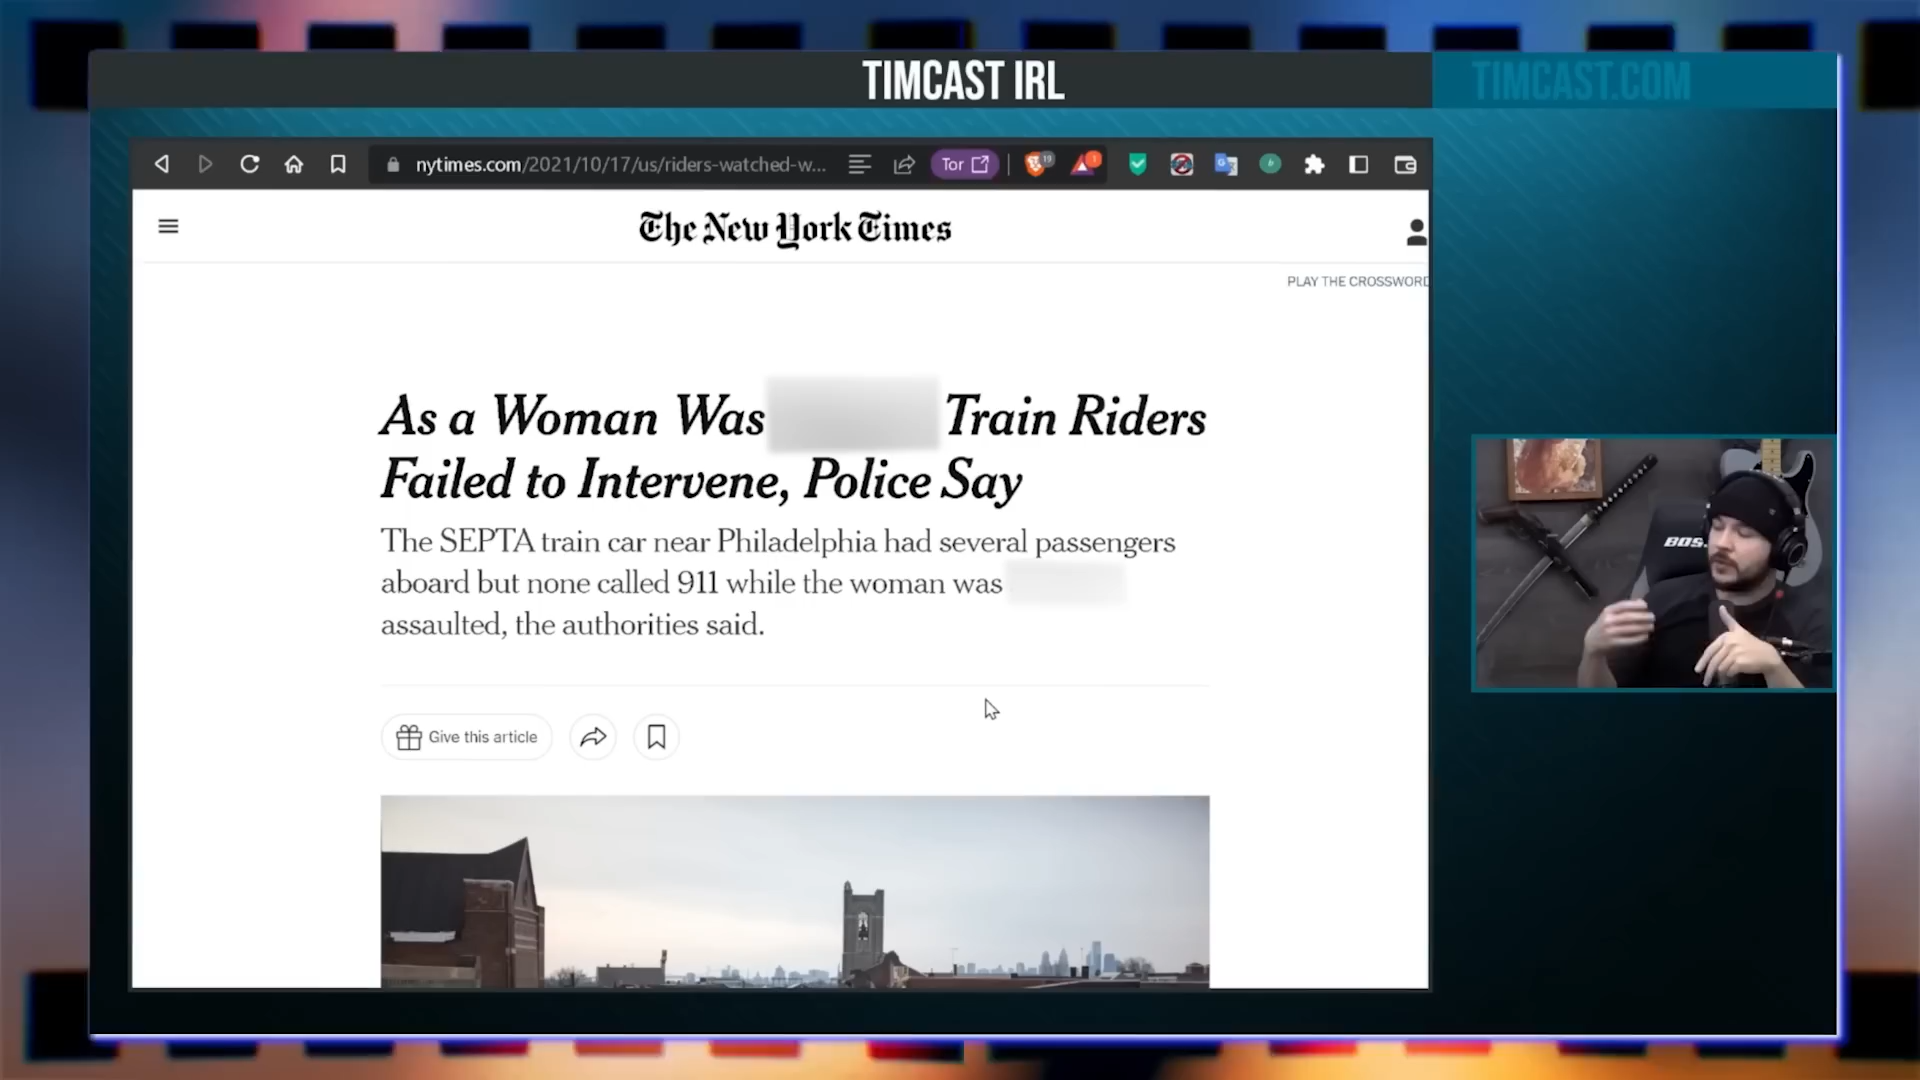 TIMCAST IRL
TIMCAST.COM
nytimes.com/2021/10/17/us/riders-watched-w...
Tor
19
1
The New York Times
PLAY THE CROSSWORD
As a Woman Was Train Riders
Failed to Intervene, Police Say
The SEPTA train car near Philadelphia had several passengers
aboard but none called 911 while the woman was
assaulted, the authorities said.
Give this article
BOS